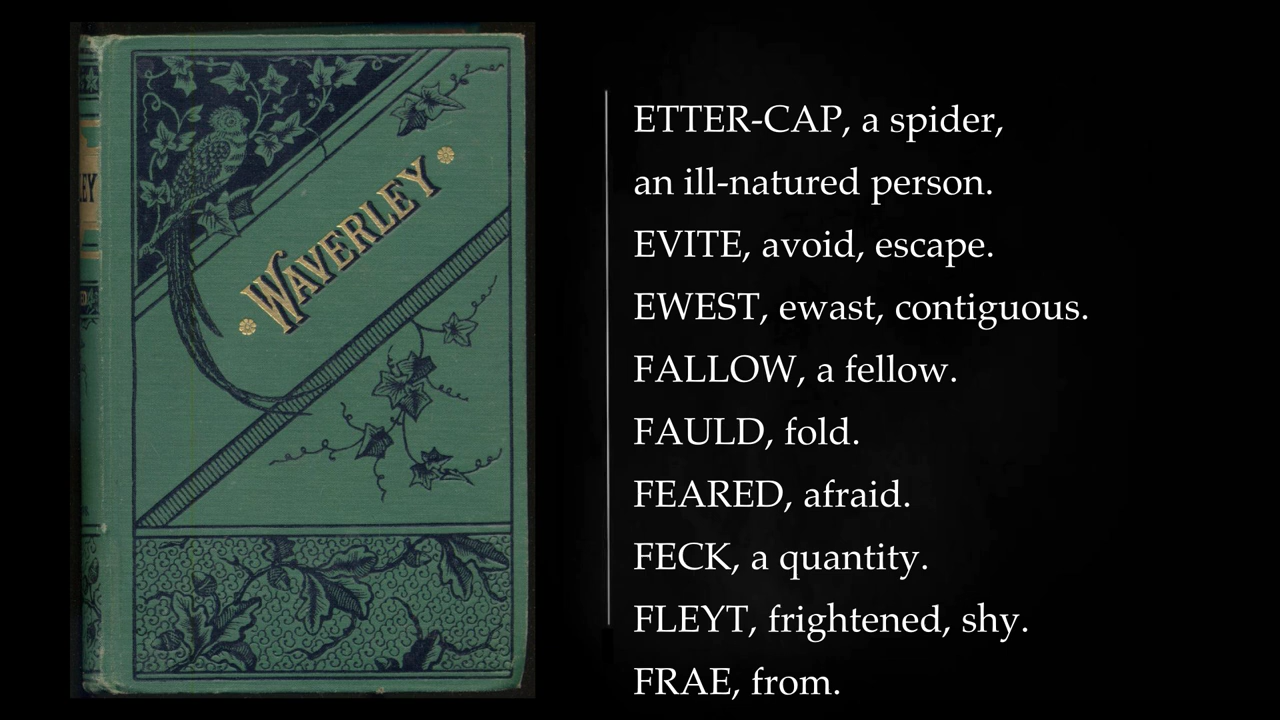 WAVERLEY
ETTER-CAP, a spider,
an ill-natured person.
EVITE, avoid, escape.
EWEST, ewast, contiguous.
FALLOW, a fellow.
FAULD, fold.
FEARED, afraid.
FECK, a quantity.
FLEYT, frightened, shy.
FRAE, from.